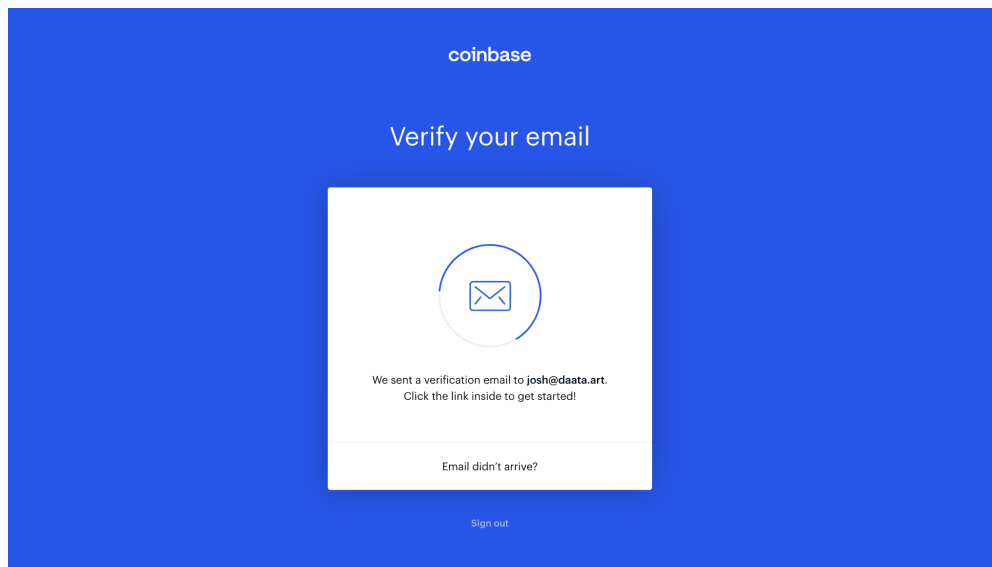 coinbase
Verify your email
We sent a verification email to josh@daata.art.
Click the link inside to get started!
Email didn’t arrive?
Sign out